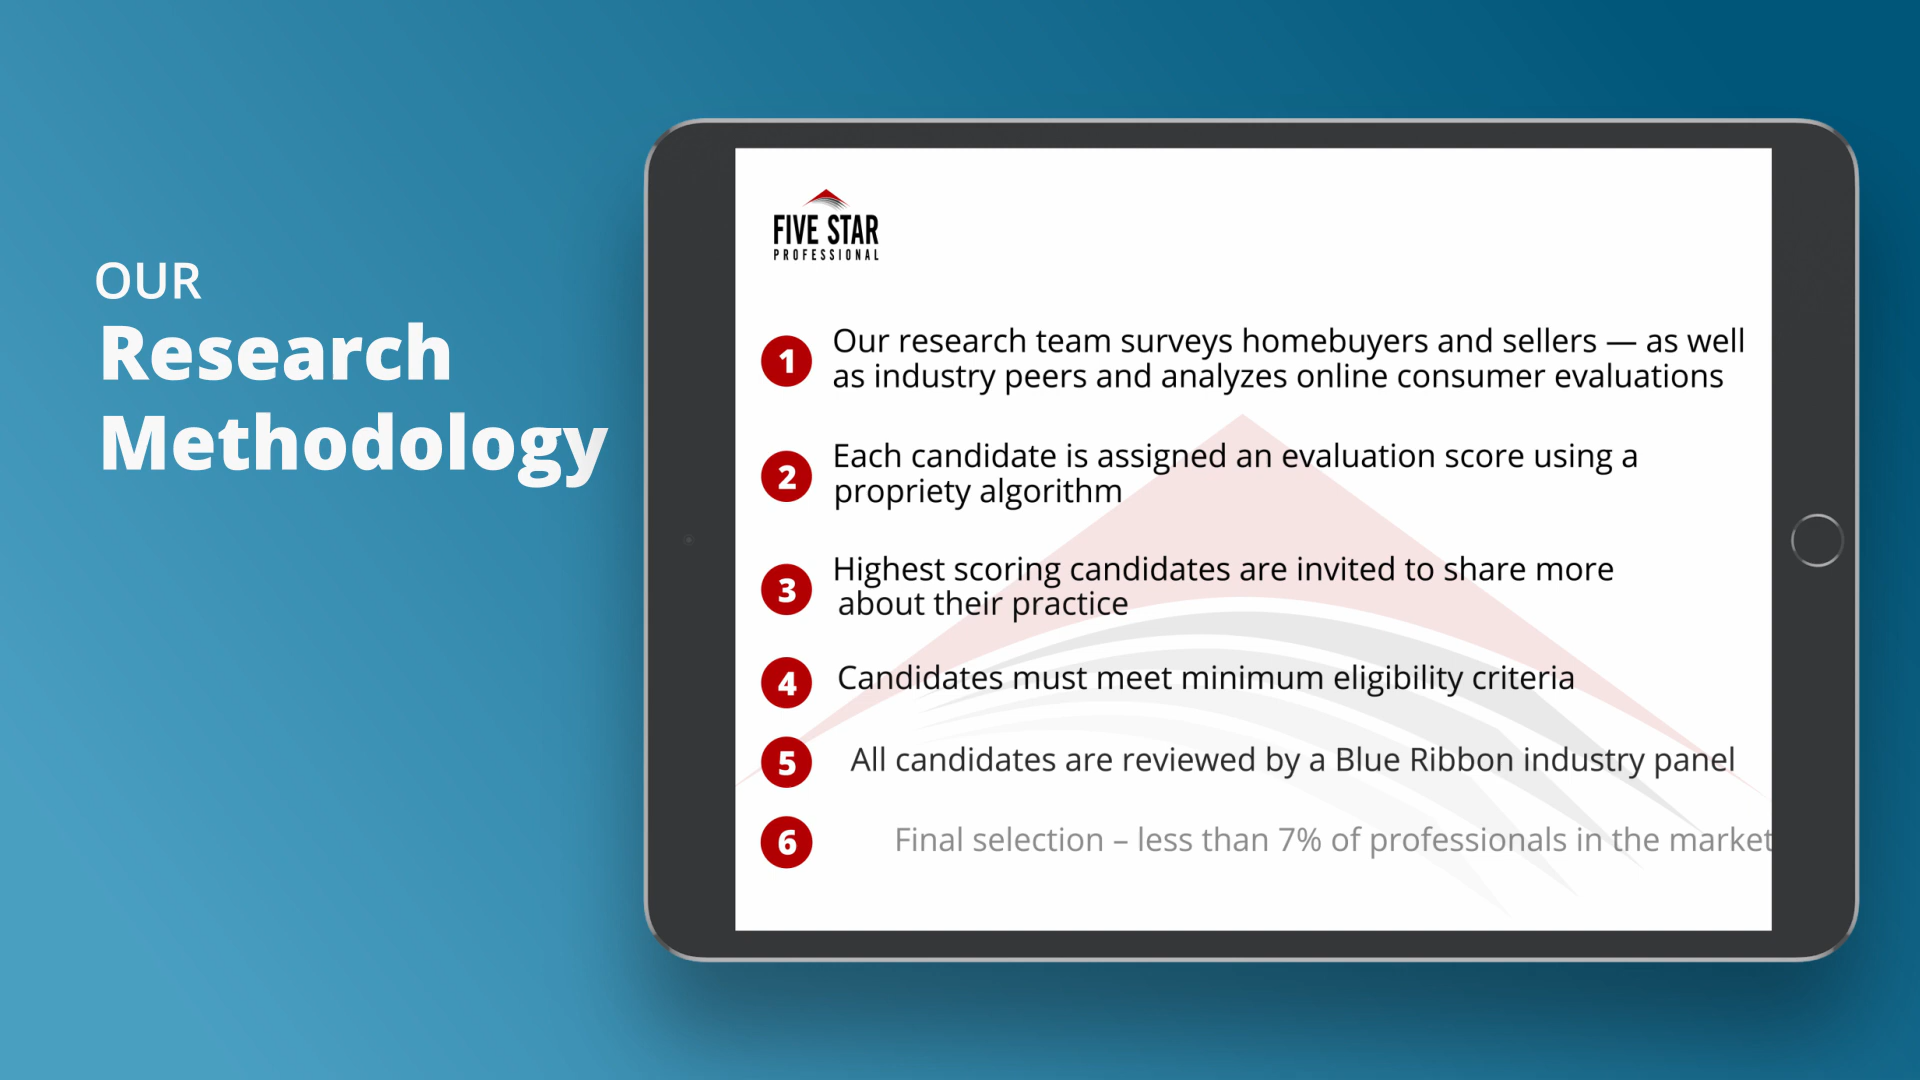 OUR
Research
Methodology
FIVE STAR
PROFESSIONAL
1 Our research team surveys homebuyers and sellers — as well
as industry peers and analyzes online consumer evaluations
2 Each candidate is assigned an evaluation score using a
propriety algorithm
3 Highest scoring candidates are invited to share more
about their practice
4 Candidates must meet minimum eligibility criteria
5 All candidates are reviewed by a Blue Ribbon industry panel
6 Final selection – less than 7% of professionals in the market